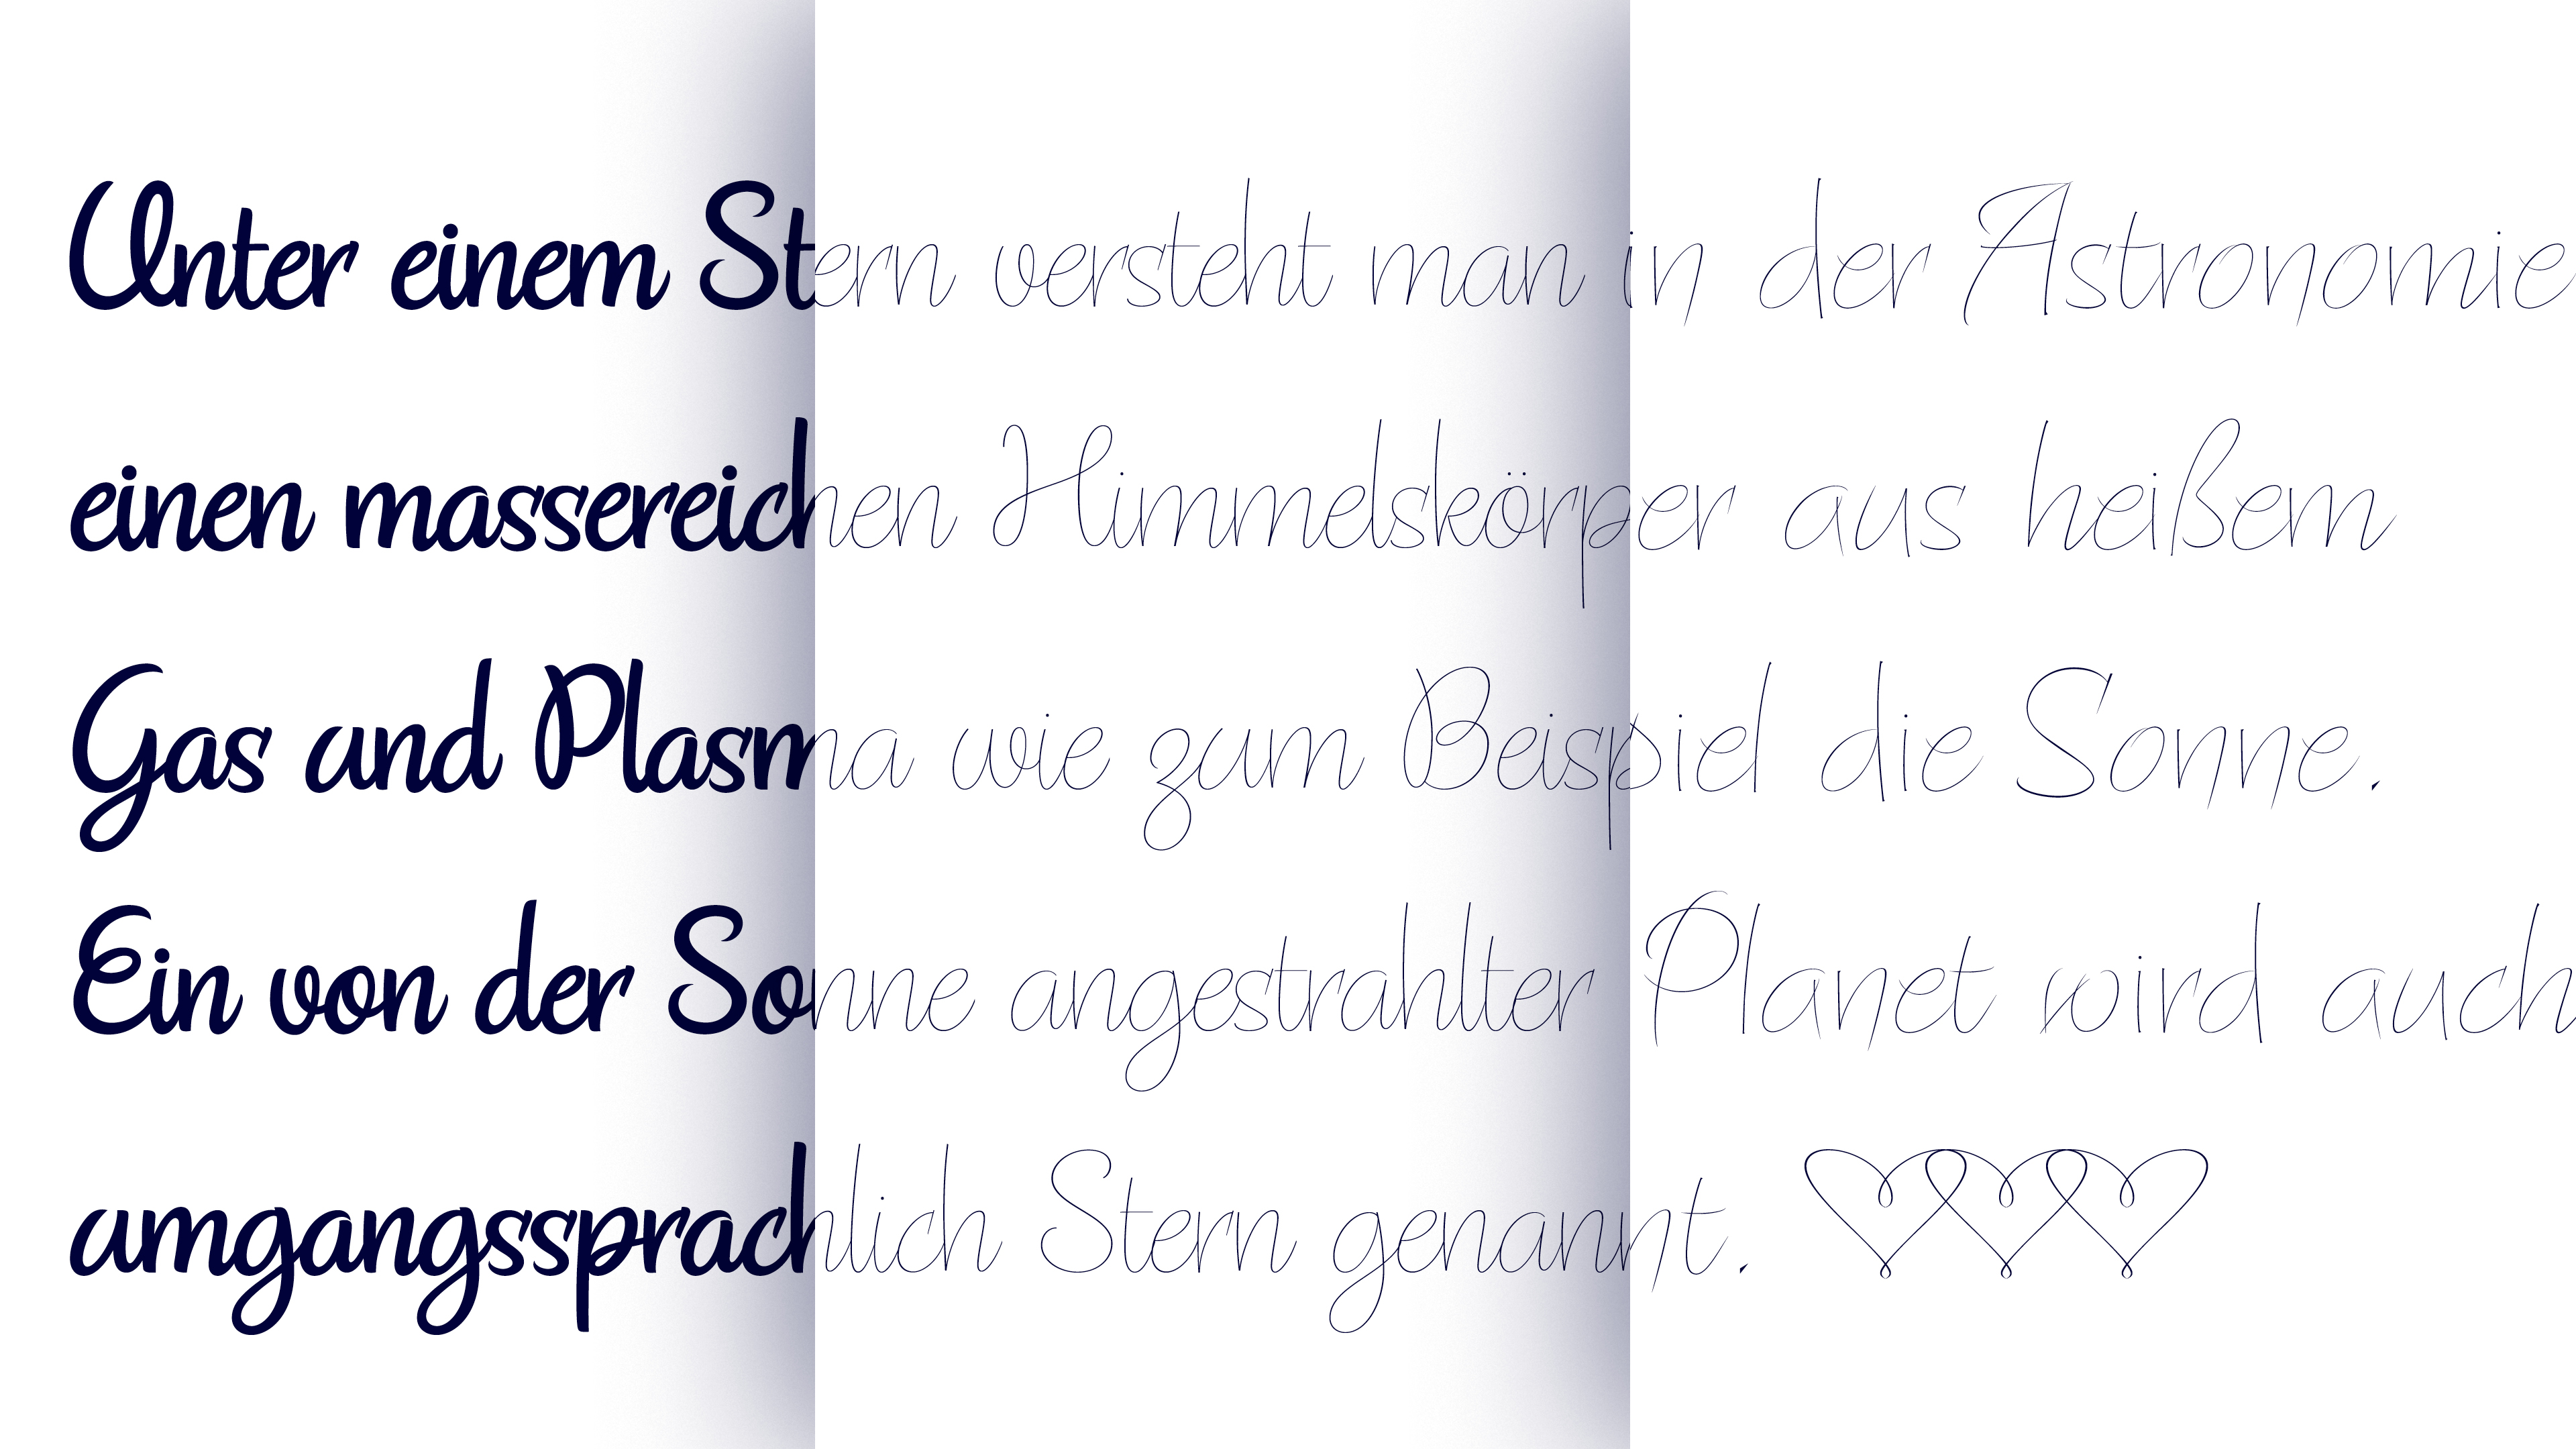 Unter einem Stern versteht man in der Astronomie
einen massereichen Himmelskörper aus heißem
Gas und Plasma wie zum Beispiel die Sonne.
Ein von der Sonne angestrahlter Planet wird auch
umgangssprachlich Stern genannt.